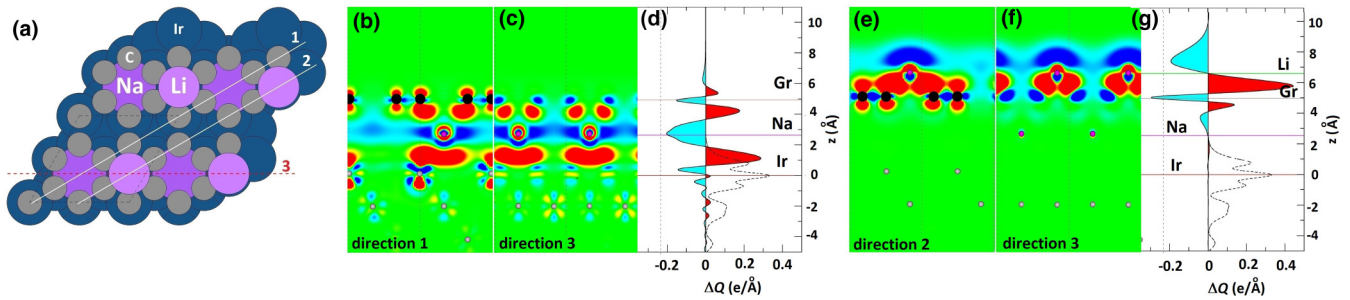 (a)
Ir
C
Na
Li
1
2
3
(b)
direction 1
(c)
direction 3
(d)
Gr
Na
Ir
10
8
6
4
2
0
-2
-4
z (Å)
-0.2
0
0.2
0.4
ΔQ (e/Å)
(e)
direction 2
(f)
direction 3
(g)
Li
Gr
Na
Ir
10
8
6
4
2
0
-2
-4
z (Å)
-0.2
0
0.2
0.4
ΔQ (e/Å)